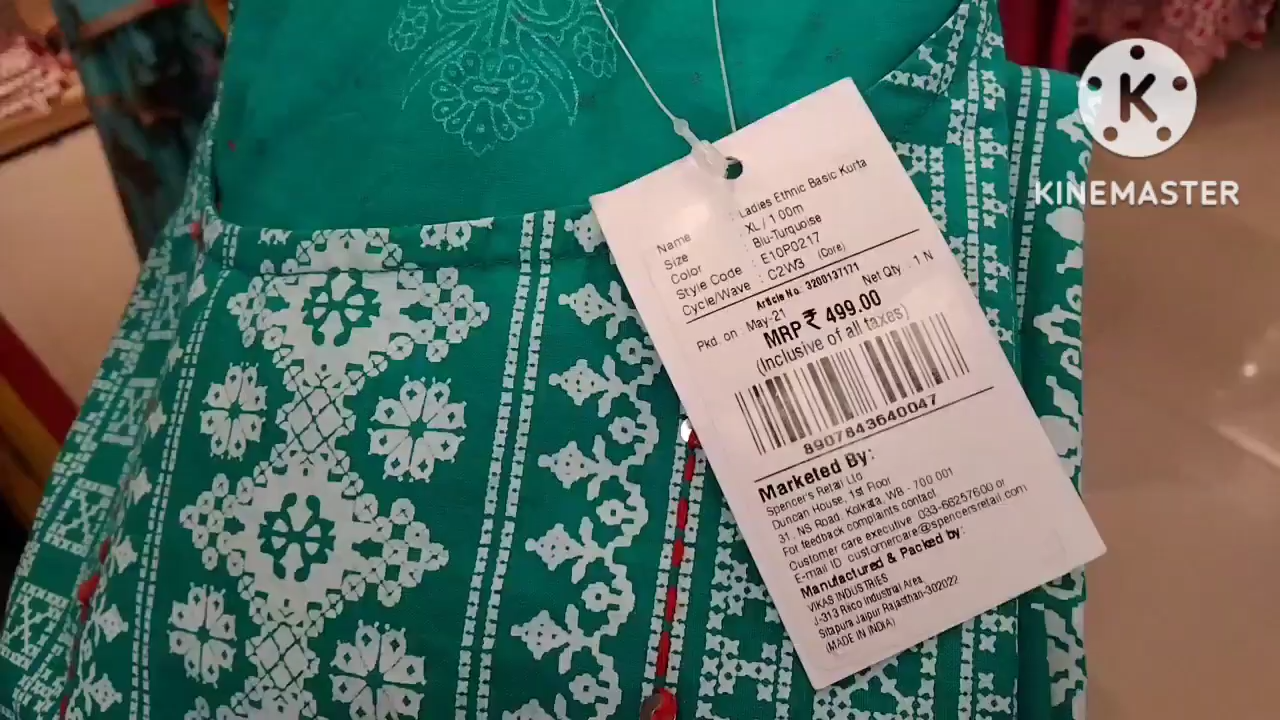 K
KINEMASTER
Name : Ladies Ethnic Basic Kurta
Size : XL / 1 00m
Color : Blu-Turquoise
Style Code : E10P0217
Cycle/Wave : C2W3 (Core)
Article No. 3200137171
Pkd. on May-21 Net Qty : 1 N
MRP ₹ 499.00
(Inclusive of all taxes)
8907843640047
Marketed By:
Spencer's Retail Ltd
Duncan House, 1st Floor
31, NS Road, Kolkata, WB - 700 001
For feedback complaints contact
Customer care executive, 033-66257600 or
E-mail ID customercare@spencersretail.com
Manufactured & Packed by:
VIKAS INDUSTRIES
J-313 Riico Industrial Area,
Sitapura Jaipur Rajasthan-302022
(MADE IN INDIA)